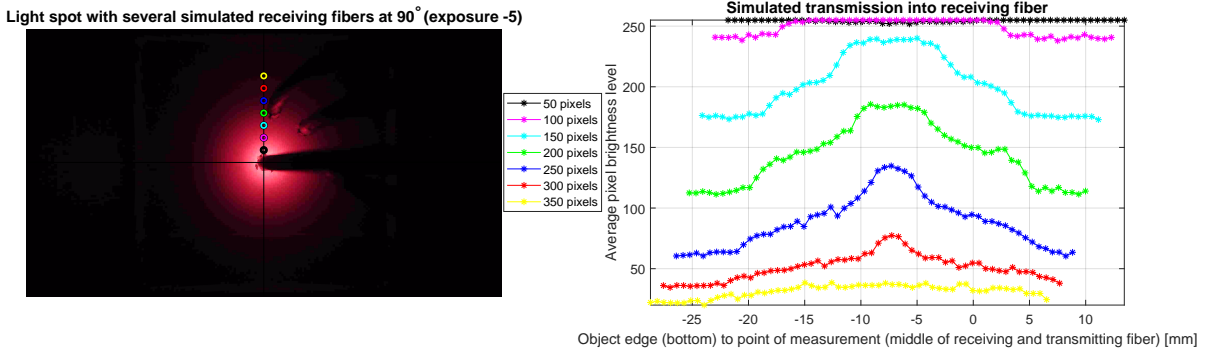 Light spot with several simulated receiving fibers at 90° (exposure -5)
50 pixels
100 pixels
150 pixels
200 pixels
250 pixels
300 pixels
350 pixels
Simulated transmission into receiving fiber
Average pixel brightness level
250
200
150
100
50
-25
-20
-15
-10
-5
0
5
10
Object edge (bottom) to point of measurement (middle of receiving and transmitting fiber) [mm]